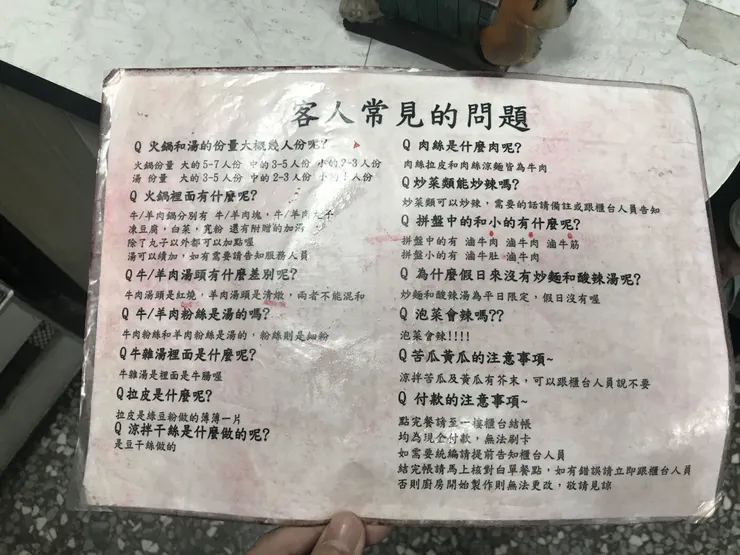 客人常見的問題
Q 火鍋和湯的份量大概幾人份呢?
火鍋份量 大的5-7人份 中的3-5人份 小的2-3人份
湯 份量 大的3-5人份 中的2-3人份 小的1人份
Q 火鍋裡面有什麼呢?
牛/羊肉鍋分別有 牛/羊肉塊, 牛/羊肉丸子
凍豆腐, 白菜, 寬粉 還有附贈的加湯
除了丸子以外都可以加點喔
湯可以續加, 如有需要請告知服務人員
Q 牛/羊肉湯頭有什麼差別呢?
牛肉湯頭是紅燒, 羊肉湯頭是清燉, 兩者不能混和
Q 牛/羊肉粉絲是湯的嗎?
牛肉粉絲和羊肉粉絲是湯的, 粉絲則是細粉
Q牛雜湯裡面是什麼呢?
牛雜湯是裡面是牛腸喔
Q拉皮是什麼呢?
拉皮是綠豆粉做的薄薄一片
Q 涼拌干絲是什麼做的呢?
是豆干絲做的
Q 肉絲是什麼肉呢?
肉絲拉皮和肉絲涼麵皆為牛肉
Q炒菜類能炒辣嗎?
炒菜類可以炒辣, 需要的話請備註或跟櫃台人員告知
Q 拼盤中的和小的有什麼呢?
拼盤中的有 滷牛肉 滷牛肉 滷牛筋
拼盤小的有 滷牛肚 滷牛肉
Q 為什麼假日來沒有炒麵和酸辣湯呢?
炒麵和酸辣湯為平日限定, 假日沒有喔
Q 泡菜會辣嗎??
泡菜會辣!!!!
Q苦瓜黃瓜的注意事項~
涼拌苦瓜及黃瓜有芥末, 可以跟櫃台人員說不要
Q 付款的注意事項~
點完餐請至一樓櫃台結帳
均為現金付款, 無法刷卡
如需要統編請提前告知櫃台人員
結完帳請馬上核對白單餐點, 如有錯誤請立即跟櫃台人員
否則廚房開始製作則無法更改, 敬請見諒